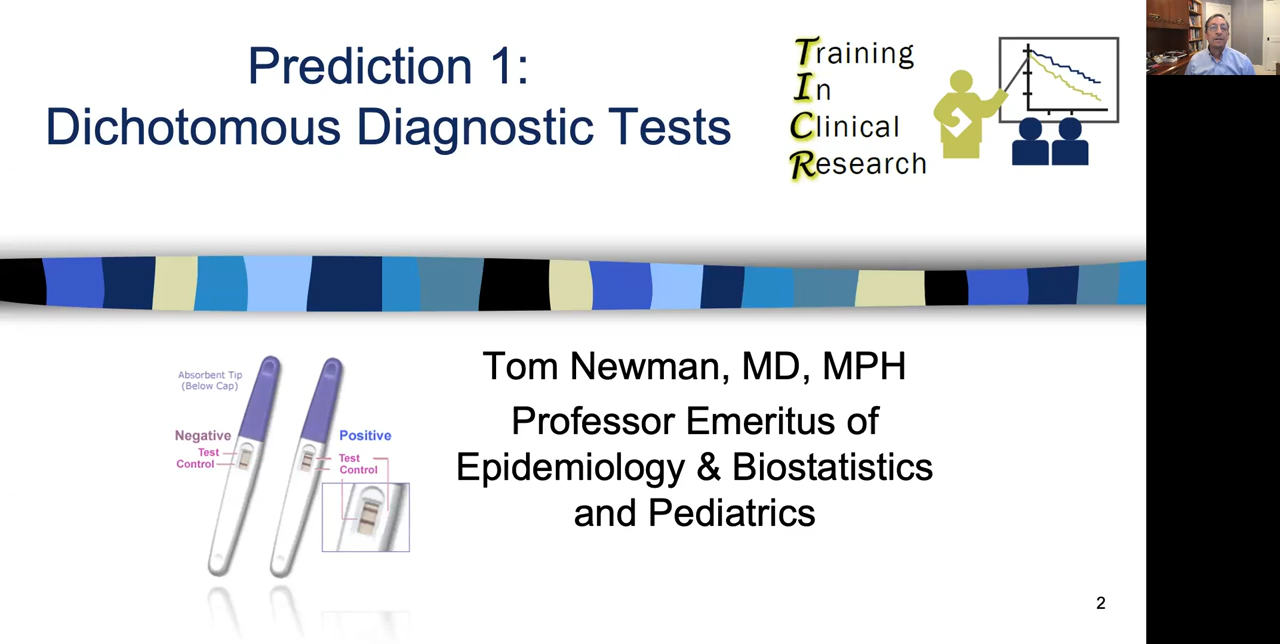 Prediction 1:
Dichotomous Diagnostic Tests
Training
In
Clinical
Research
Absorbent Tip
(Below Cap)
Negative
Test
Control
Positive
Test
Control
Tom Newman, MD, MPH
Professor Emeritus of
Epidemiology & Biostatistics
and Pediatrics
2